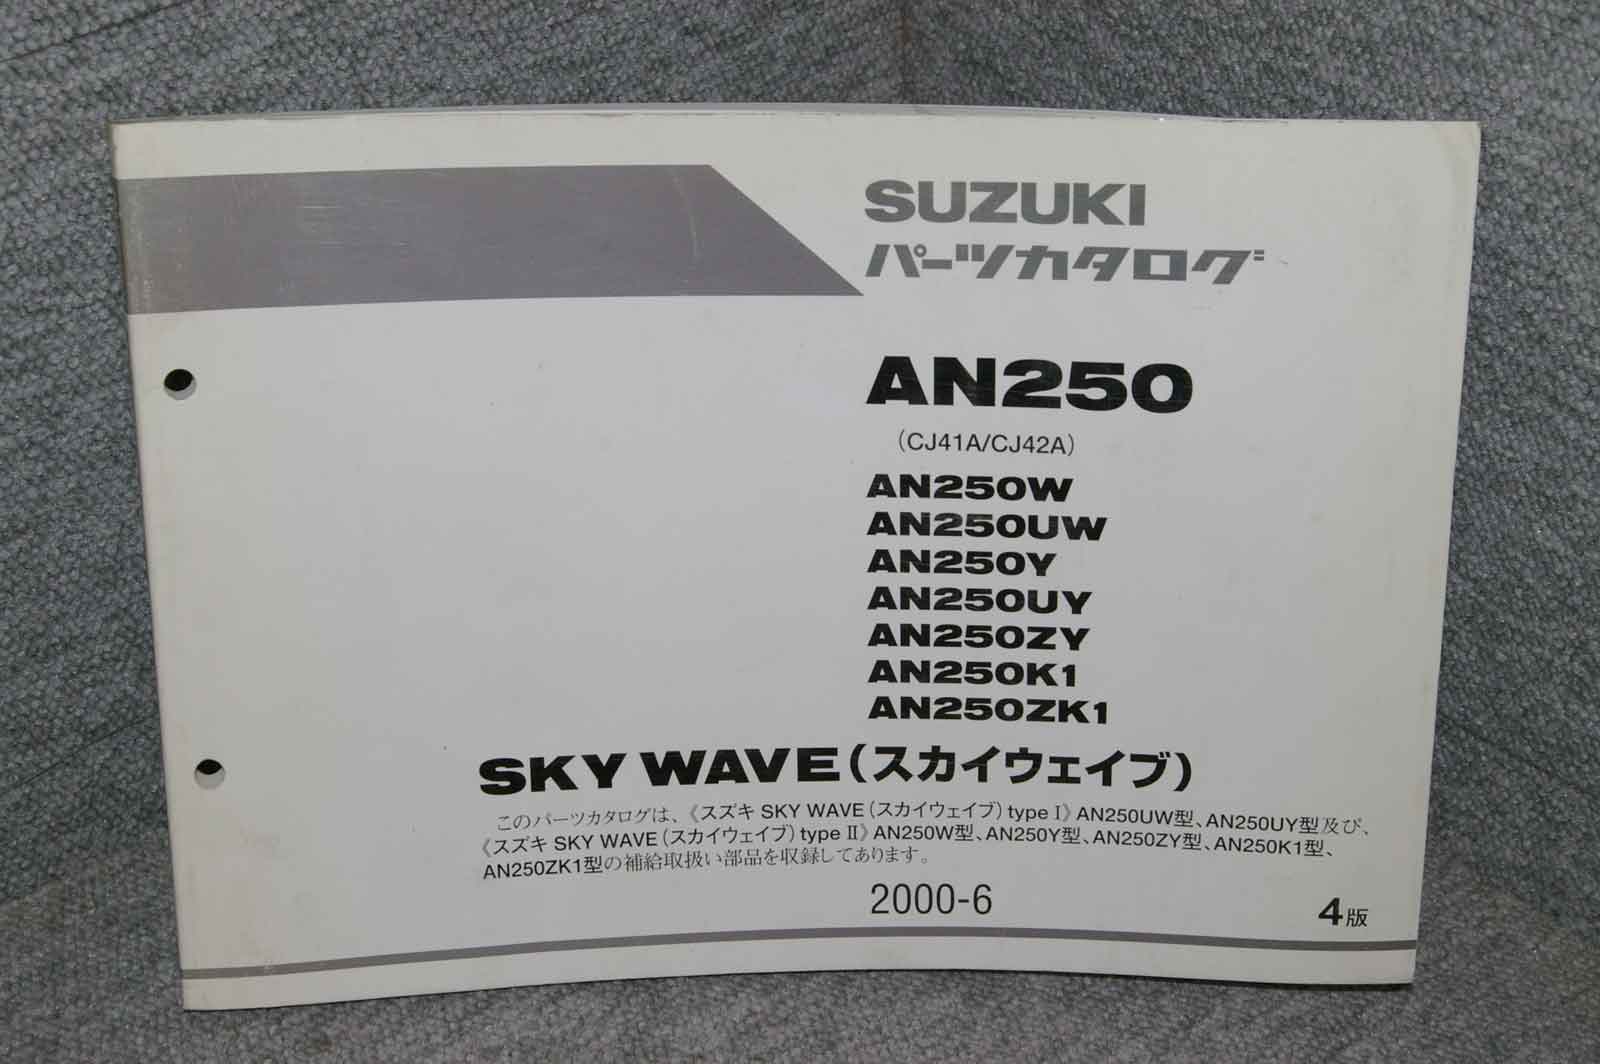 SUZUKI
パーツカタログ
AN250
(CJ41A/CJ42A)
AN250W
AN250UW
AN250Y
AN250UY
AN250ZY
AN250K1
AN250ZK1
SKY WAVE(スカイウェイブ)
このパーツカタログは、《スズキ SKY WAVE(スカイウェイブ) type Ⅰ》AN250UW型、AN250UY型及び、
《スズキ SKY WAVE(スカイウェイブ) type Ⅱ》AN250W型、AN250Y型、AN250ZY型、AN250K1型、
AN250ZK1型の補給取扱い部品を収録してあります。
2000-6
4版